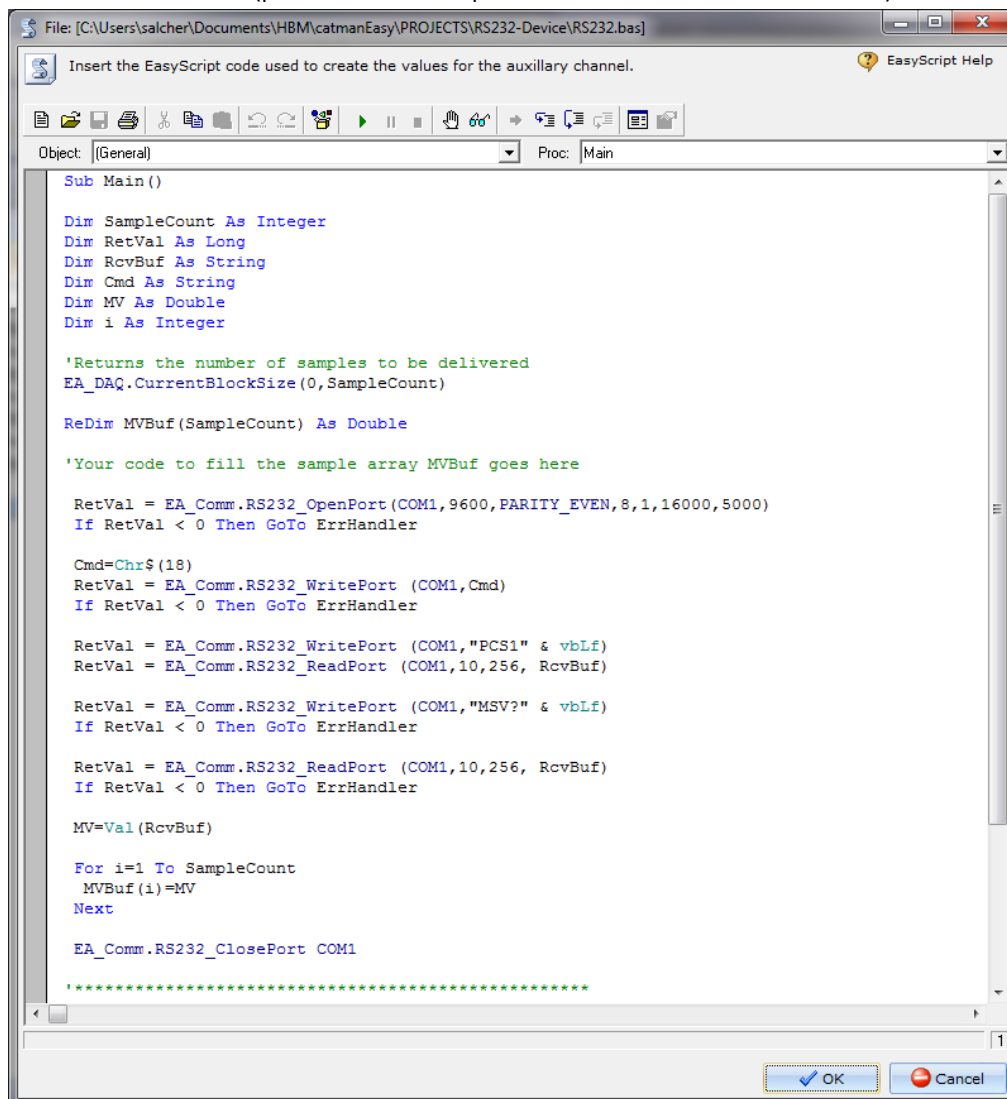 File: [C:\Users\salcher\Documents\HBM\catmanEasy\PROJECTS\RS232-Device\RS232.bas]
Insert the EasyScript code used to create the values for the auxillary channel.
EasyScript Help
Object: (General) Proc: Main
Sub Main()
Dim SampleCount As Integer
Dim RetVal As Long
Dim RcvBuf As String
Dim Cmd As String
Dim MV As Double
Dim i As Integer
'Returns the number of samples to be delivered
EA_DAQ.CurrentBlockSize(0,SampleCount)
ReDim MVBuf(SampleCount) As Double
'Your code to fill the sample array MVBuf goes here
RetVal = EA_Comm.RS232_OpenPort(COM1,9600,PARITY_EVEN,8,1,16000,5000)
If RetVal < 0 Then GoTo ErrHandler
Cmd=Chr$(18)
RetVal = EA_Comm.RS232_WritePort (COM1,Cmd)
If RetVal < 0 Then GoTo ErrHandler
RetVal = EA_Comm.RS232_WritePort (COM1,"PCS1" & vbLf)
RetVal = EA_Comm.RS232_ReadPort (COM1,10,256, RcvBuf)
RetVal = EA_Comm.RS232_WritePort (COM1,"MSV?" & vbLf)
If RetVal < 0 Then GoTo ErrHandler
RetVal = EA_Comm.RS232_ReadPort (COM1,10,256, RcvBuf)
If RetVal < 0 Then GoTo ErrHandler
MV=Val(RcvBuf)
For i=1 To SampleCount
MVBuf(i)=MV
Next
EA_Comm.RS232_ClosePort COM1
'***************************************************
1
OK Cancel